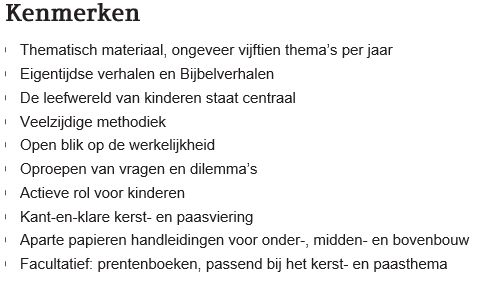 Kenmerken
Thematisch materiaal, ongeveer vijftien thema's per jaar
Eigentijdse verhalen en Bijbelverhalen
De leefwereld van kinderen staat centraal
Veelzijdige methodiek
Open blik op de werkelijkheid
Oproepen van vragen en dilemma's
Actieve rol voor kinderen
Kant-en-klare kerst- en paasviering
Aparte papieren handleidingen voor onder-, midden- en bovenbouw
Facultatief: prentenboeken, passend bij het kerst- en paasthema